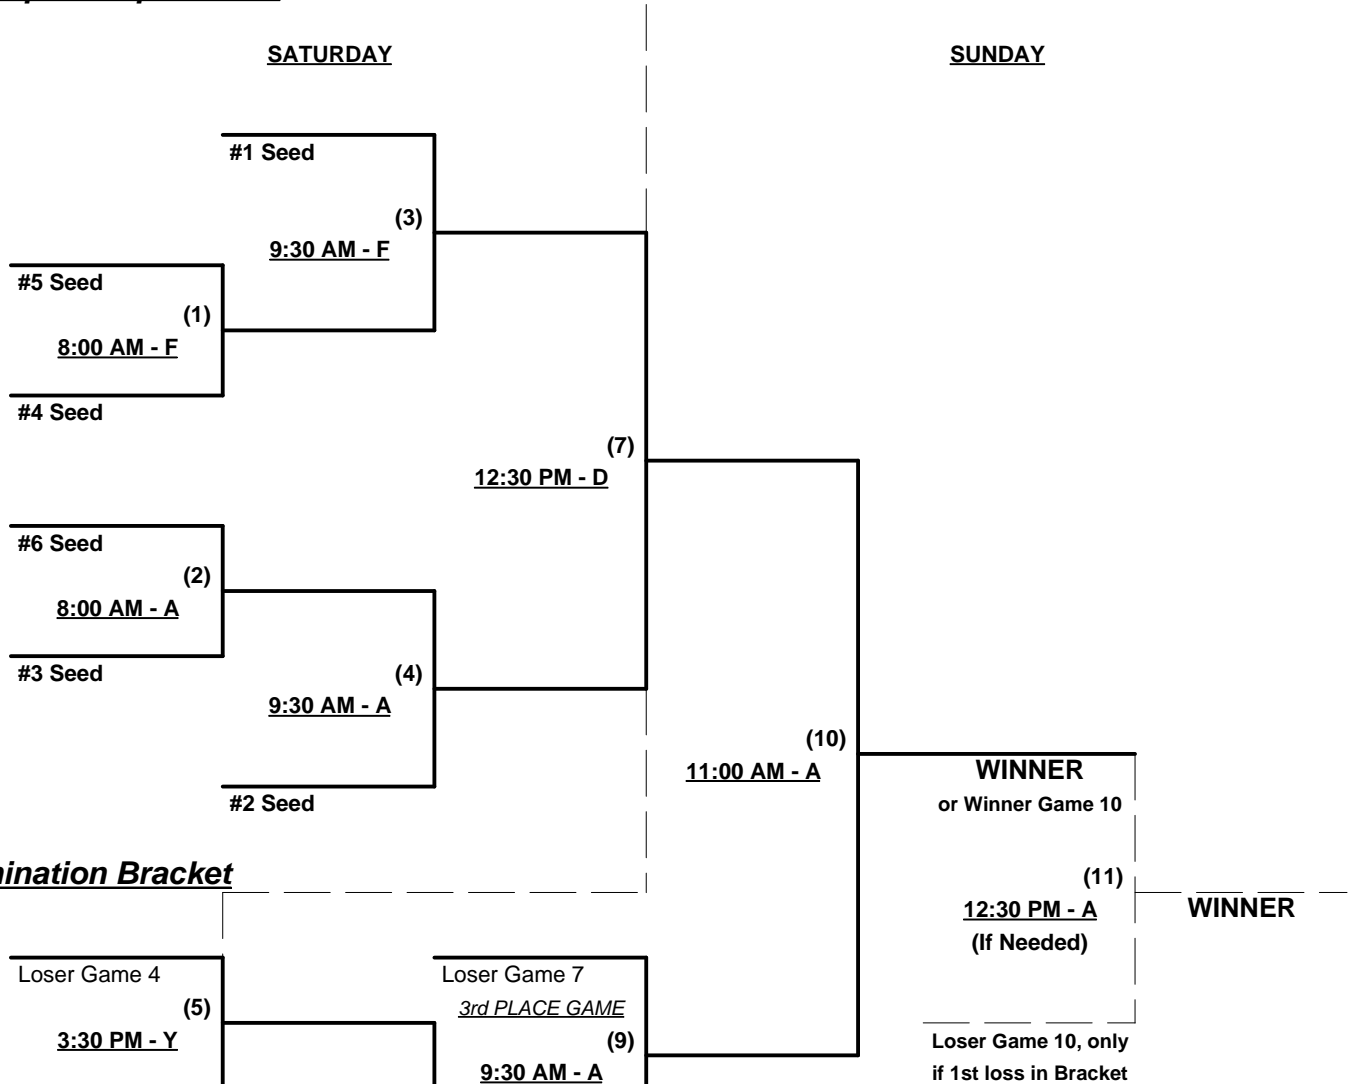 SATURDAY
SUNDAY
#1 Seed
(3)
9:30 AM - F
#5 Seed
(1)
8:00 AM - F
#4 Seed
(7)
12:30 PM - D
#6 Seed
(2)
8:00 AM - A
#3 Seed
(4)
9:30 AM - A
(10)
11:00 AM - A
WINNER
or Winner Game 10
#2 Seed
mination Bracket
(11)
12:30 PM - A
WINNER
(If Needed)
Loser Game 4
Loser Game 7
3rd PLACE GAME
(5)
3:30 PM - Y
(9)
9:30 AM - A
Loser Game 10, only
if 1st loss in Bracket